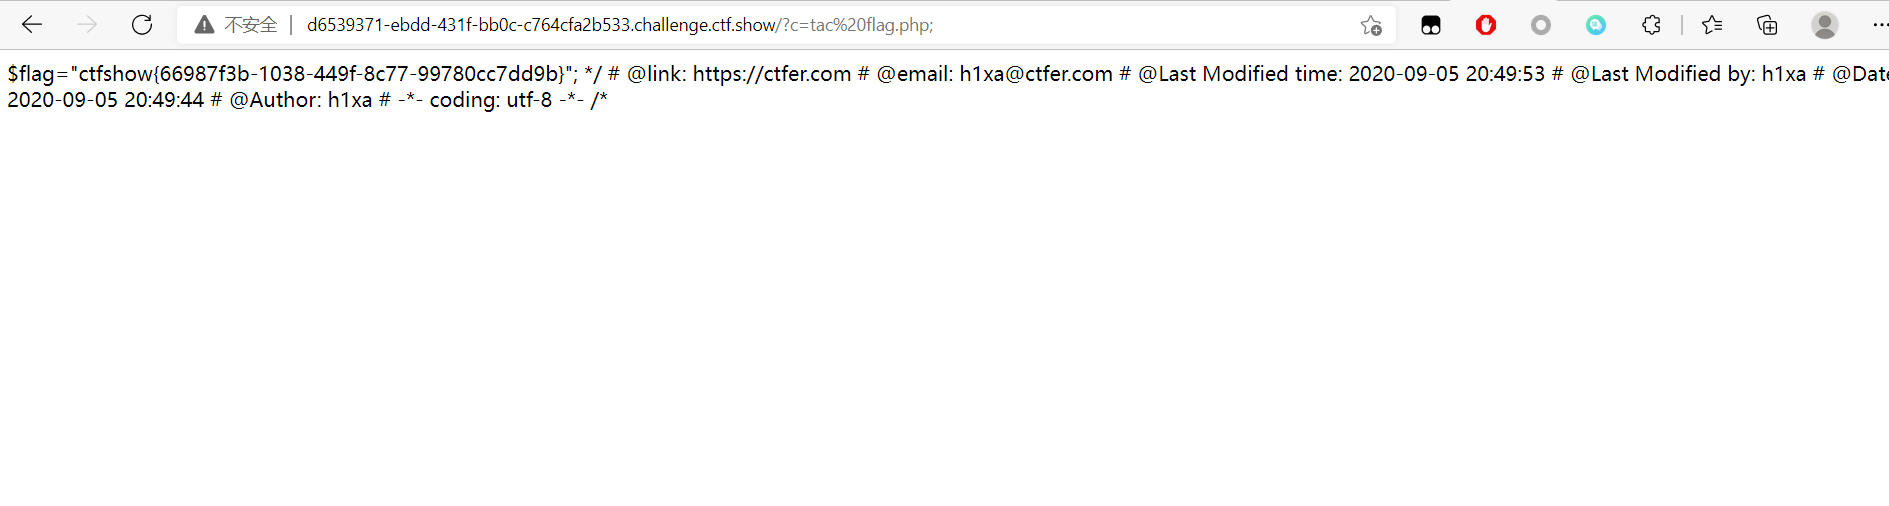 不安全 | d6539371-ebdd-431f-bb0c-c764cfa2b533.challenge.ctf.show/?c=tac%20flag.php;
$flag="ctfshow{66987f3b-1038-449f-8c77-99780cc7dd9b}"; */ # @link: https://ctfer.com # @email: h1xa@ctfer.com # @Last Modified time: 2020-09-05 20:49:53 # @Last Modified by: h1xa # @Date
2020-09-05 20:49:44 # @Author: h1xa # -*- coding: utf-8 -*- /*